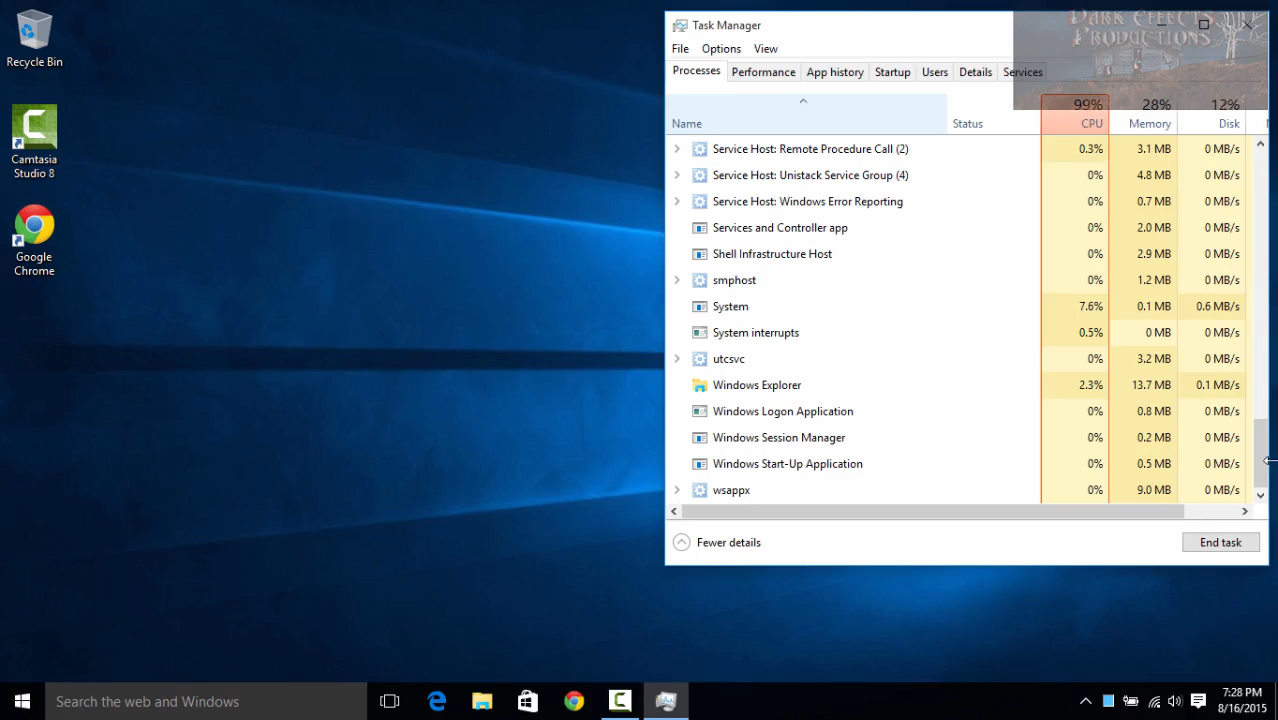 Recycle Bin
Camtasia
Studio 8
Google
Chrome
Task Manager
DARK EFFECTS
PRODUCTIONS
File Options View
Processes Performance App history Startup Users Details Services
99% 28% 12%
Name Status CPU Memory Disk
Service Host: Remote Procedure Call (2) 0.3% 3.1 MB 0 MB/s
Service Host: Unistack Service Group (4) 0% 4.8 MB 0 MB/s
Service Host: Windows Error Reporting 0% 0.7 MB 0 MB/s
Services and Controller app 0% 2.0 MB 0 MB/s
Shell Infrastructure Host 0% 2.9 MB 0 MB/s
smphost 0% 1.2 MB 0 MB/s
System 7.6% 0.1 MB 0.6 MB/s
System interrupts 0.5% 0 MB 0 MB/s
utcsvc 0% 3.2 MB 0 MB/s
Windows Explorer 2.3% 13.7 MB 0.1 MB/s
Windows Logon Application 0% 0.8 MB 0 MB/s
Windows Session Manager 0% 0.2 MB 0 MB/s
Windows Start-Up Application 0% 0.5 MB 0 MB/s
wsappx 0% 9.0 MB 0 MB/s
Fewer details End task
Search the web and Windows
7:28 PM
8/16/2015